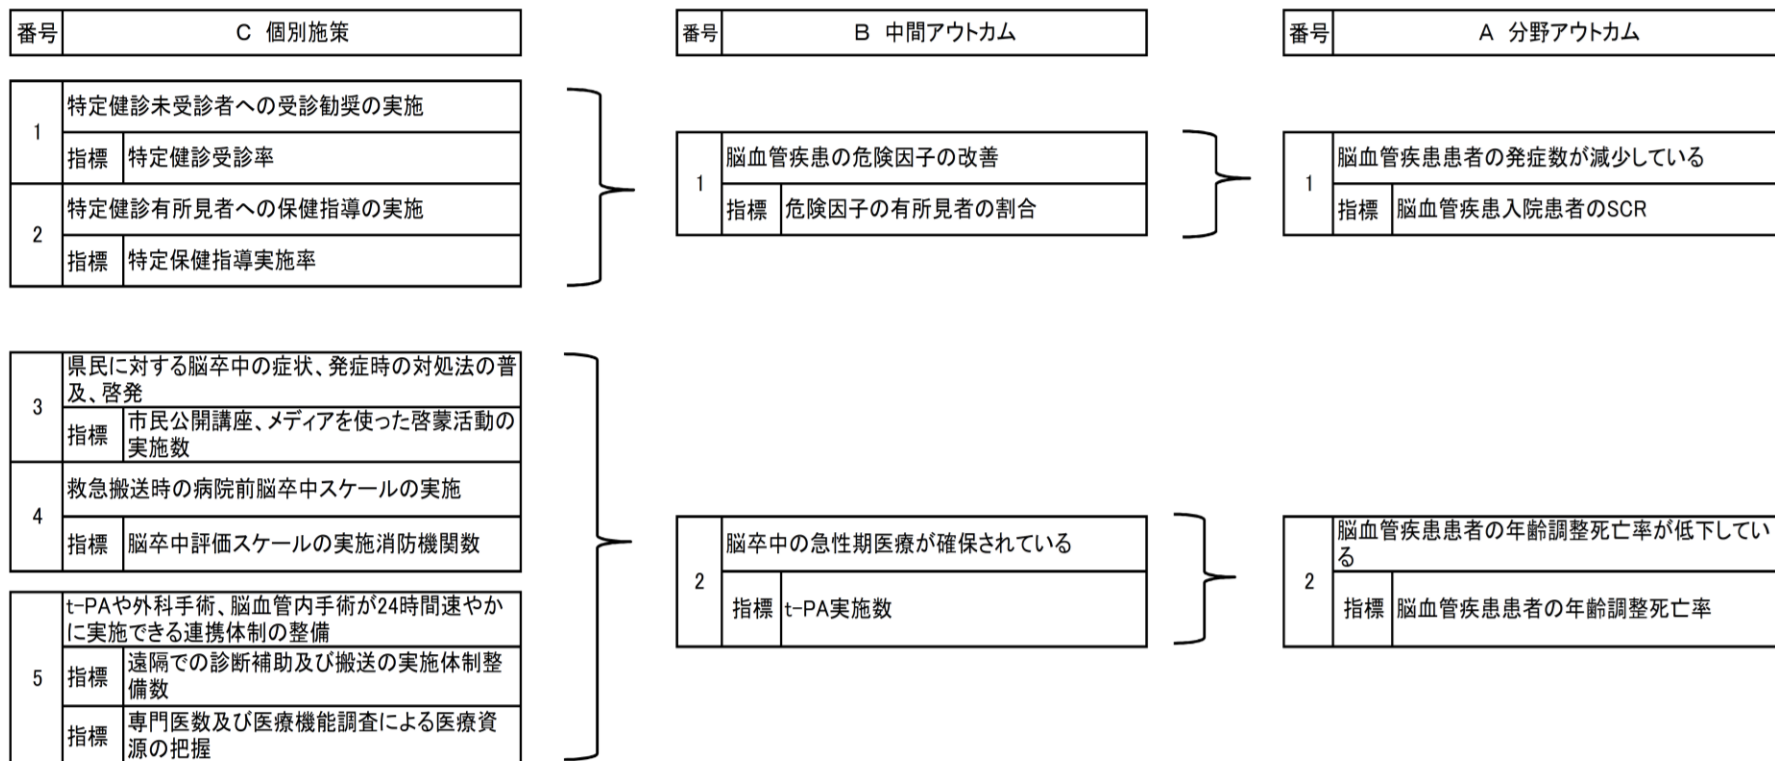 番号 C 個別施策 番号 B 中間アウトカム 番号 A 分野アウトカム
1 特定健診未受診者への受診勧奨の実施
指標 特定健診受診率
2 特定健診有所見者への保健指導の実施
指標 特定保健指導実施率
1 脳血管疾患の危険因子の改善
指標 危険因子の有所見者の割合
1 脳血管疾患患者の発症数が減少している
指標 脳血管疾患入院患者のSCR
3 県民に対する脳卒中の症状、発症時の対処法の普
及、啓発
指標 市民公開講座、メディアを使った啓蒙活動の
実施数
4 救急搬送時の病院前脳卒中スケールの実施
指標 脳卒中評価スケールの実施消防機関数
5 t-PAや外科手術、脳血管内手術が24時間速やか
に実施できる連携体制の整備
指標 遠隔での診断補助及び搬送の実施体制整
備数
指標 専門医数及び医療機能調査による医療資
源の把握
2 脳卒中の急性期医療が確保されている
指標 t-PA実施数
2 脳血管疾患患者の年齢調整死亡率が低下してい
る
指標 脳血管疾患患者の年齢調整死亡率